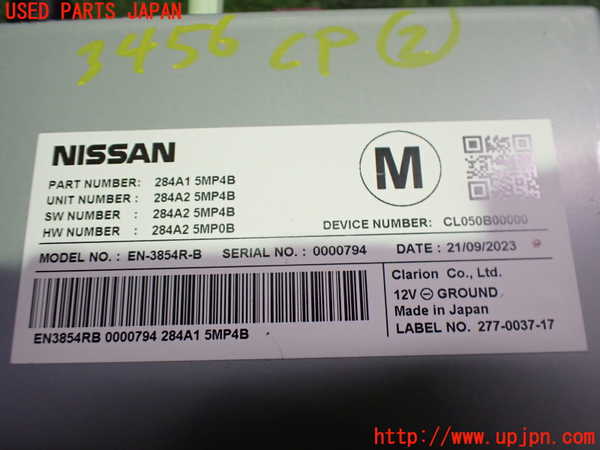 USED PARTS JAPAN
3456 CP 2
NISSAN
M
PART NUMBER: 284A1 5MP4B
UNIT NUMBER: 284A2 5MP4B
SW NUMBER : 284A2 5MP4B
HW NUMBER : 284A2 5MP0B
DEVICE NUMBER: CL050B00000
MODEL NO.: EN-3854R-B SERIAL NO.: 0000794 DATE: 21/09/2023
Clarion Co., Ltd.
12V ⊖ GROUND
Made in Japan
LABEL NO. 277-0037-17
EN3854RB 0000794 284A1 5MP4B
UPJ
http://www.upjpn.com/